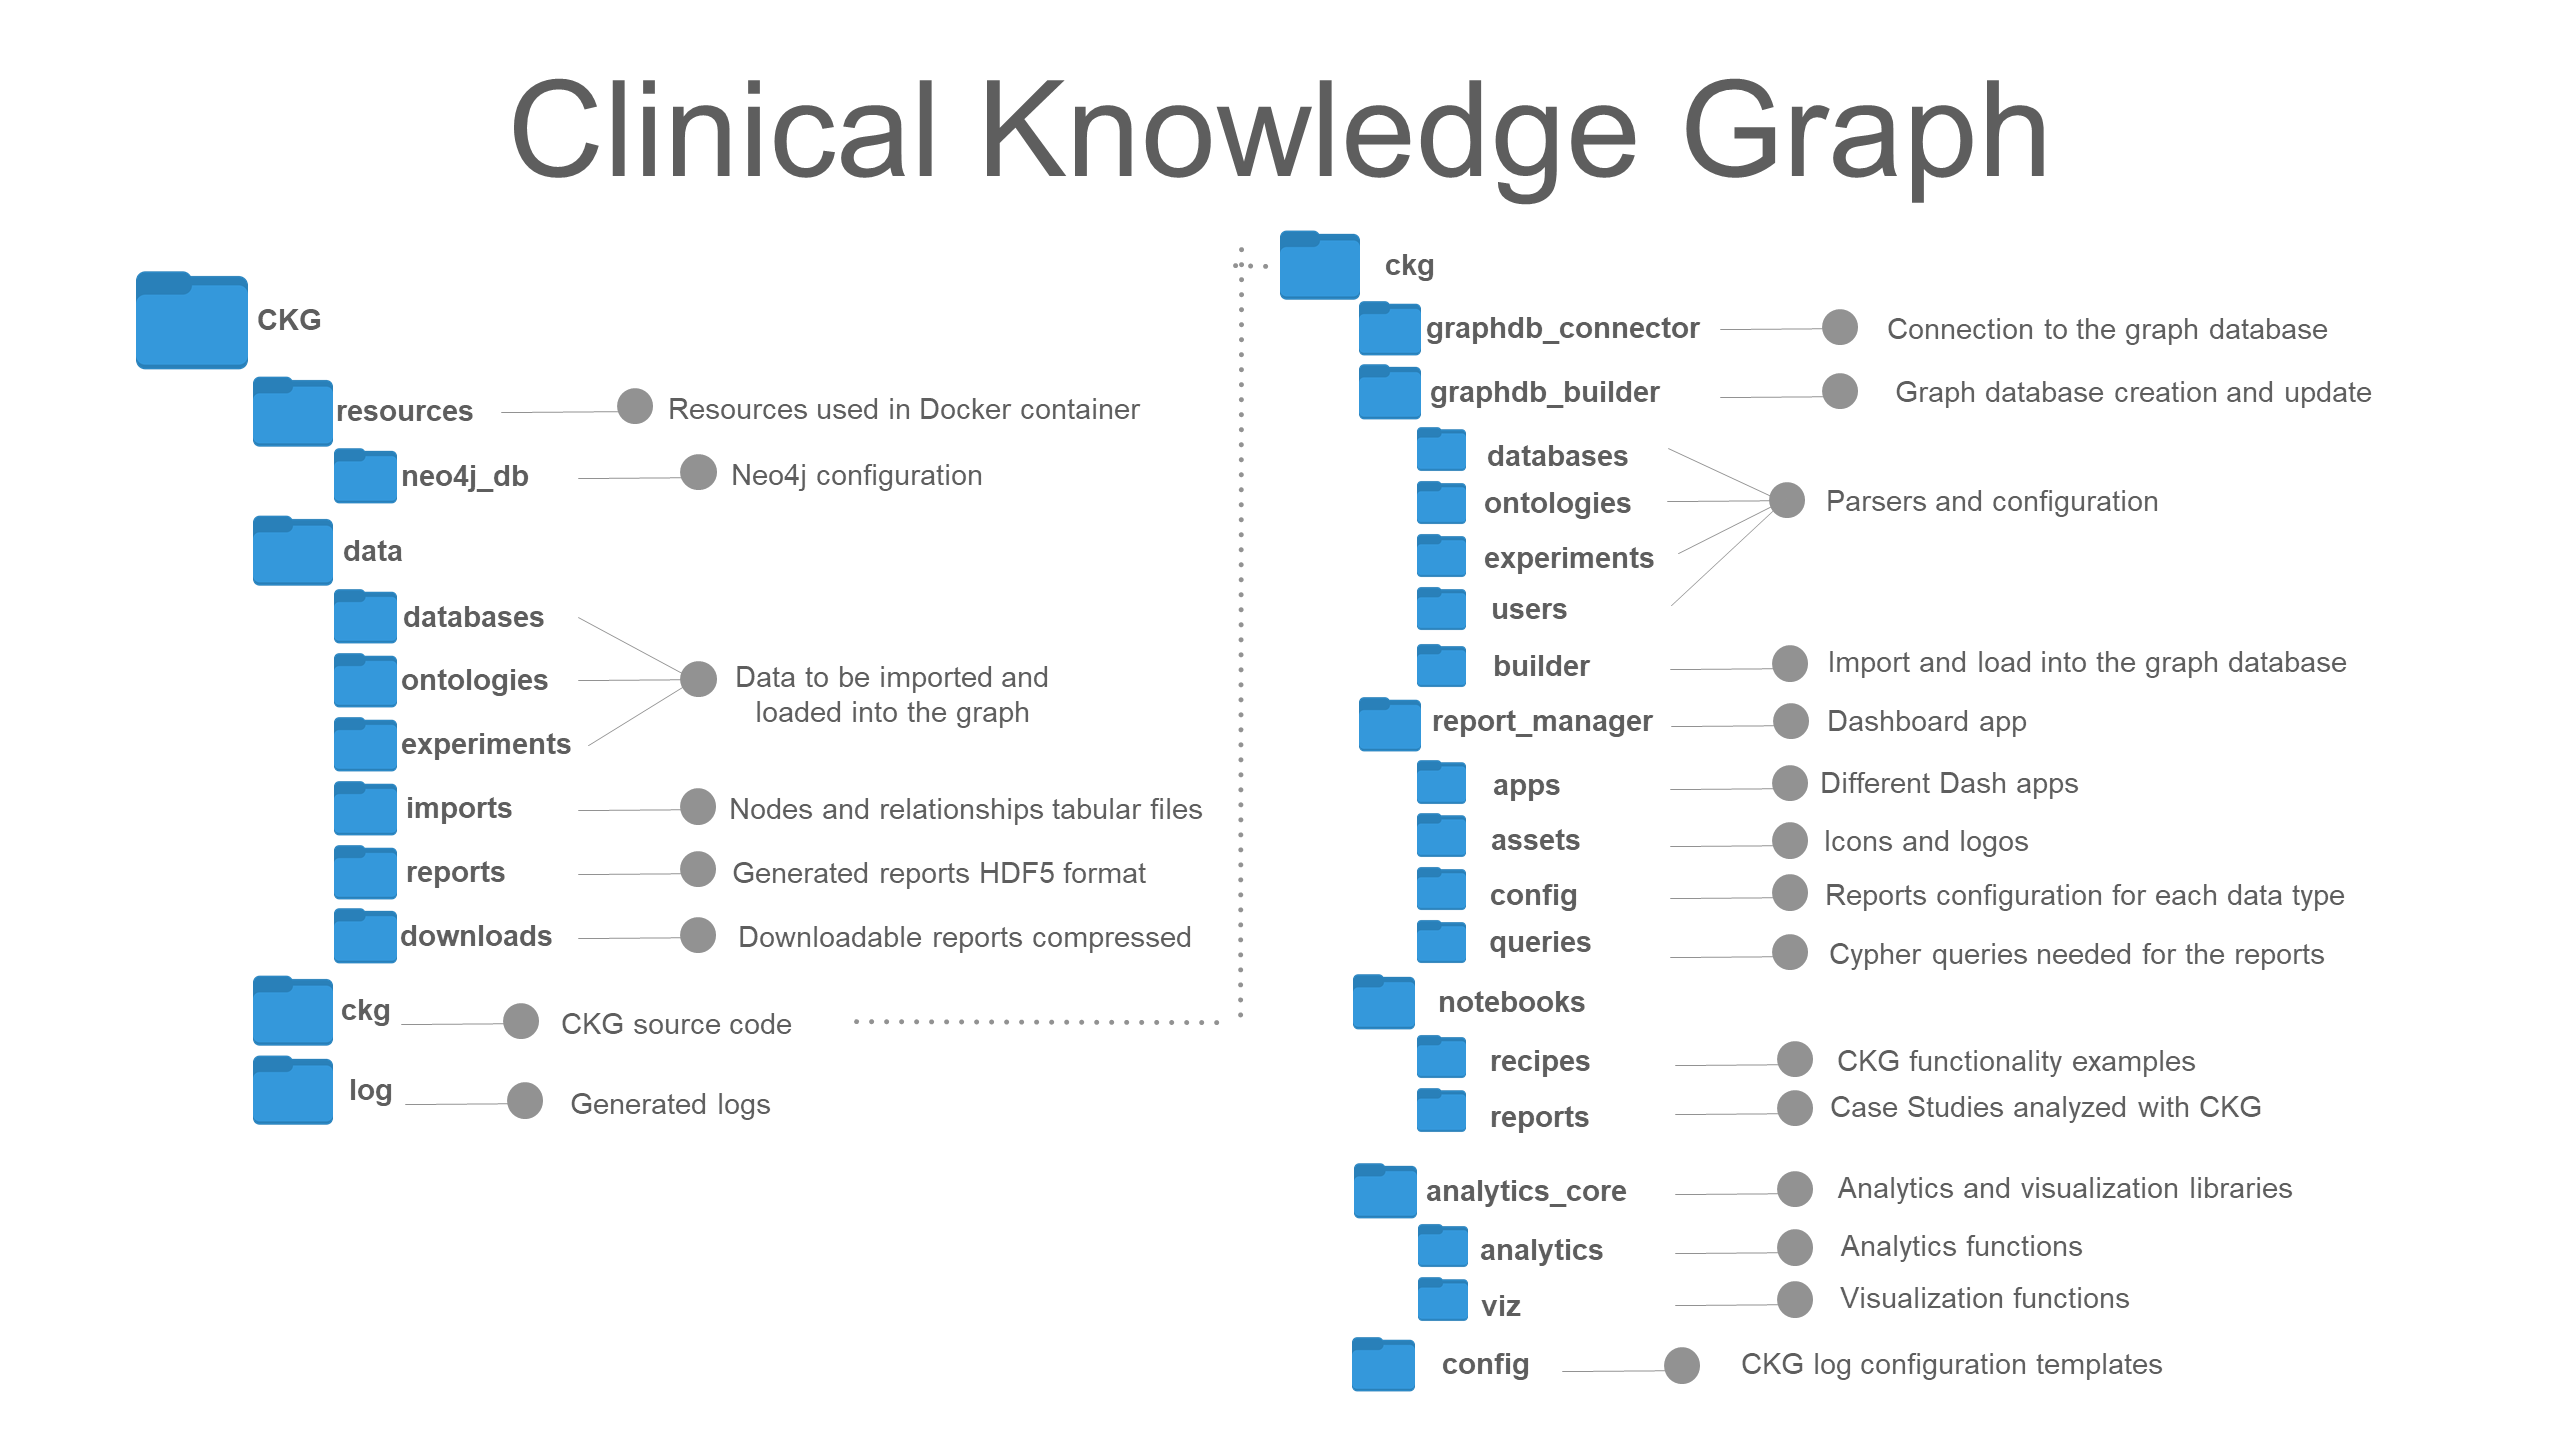 Clinical Knowledge Graph
CKG
resources
Resources used in Docker container
neo4j_db
Neo4j configuration
data
databases
ontologies
experiments
Data to be imported and
loaded into the graph
imports
Nodes and relationships tabular files
reports
Generated reports HDF5 format
downloads
Downloadable reports compressed
ckg
CKG source code
log
Generated logs
ckg
graphdb_connector
Connection to the graph database
graphdb_builder
Graph database creation and update
databases
ontologies
experiments
users
Parsers and configuration
builder
Import and load into the graph database
report_manager
Dashboard app
apps
Different Dash apps
assets
Icons and logos
config
Reports configuration for each data type
queries
Cypher queries needed for the reports
notebooks
recipes
CKG functionality examples
reports
Case Studies analyzed with CKG
analytics_core
Analytics and visualization libraries
analytics
Analytics functions
viz
Visualization functions
config
CKG log configuration templates